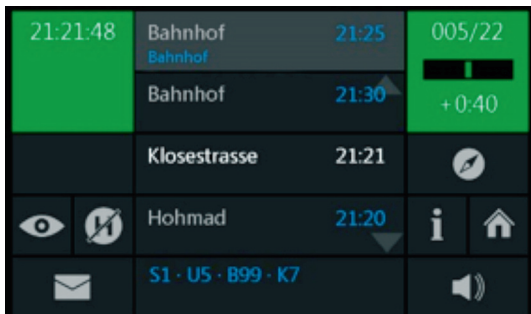 21:21:48
Bahnhof 21:25
Bahnhof
005/22
Bahnhof 21:30
+0:40
Klosestrasse 21:21
H
Hohmad 21:20
i
S1 · U5 · B99 · K7